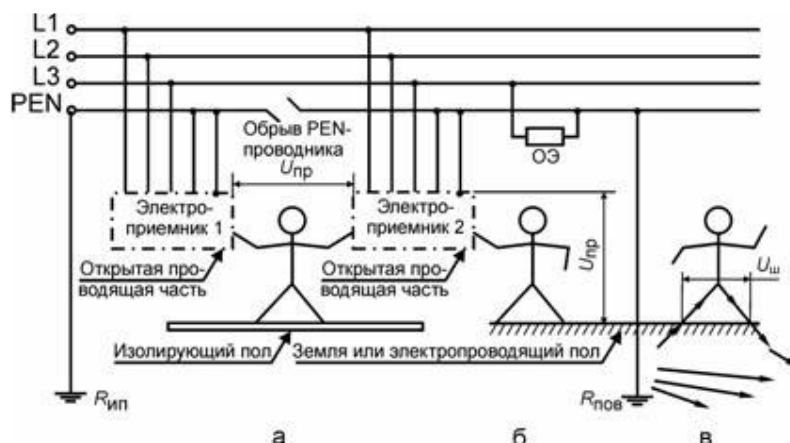 L1
L2
L3
PEN
Обрыв PEN-
проводника
ОЭ
Uпр
Электро-
приемник 1
Электро-
приемник 2
Открытая про-
водящая часть
Открытая про-
водящая часть
Uпр
Uш
Изолирующий пол
Земля или электропроводящий пол
Rип
Rпов
а
б
в